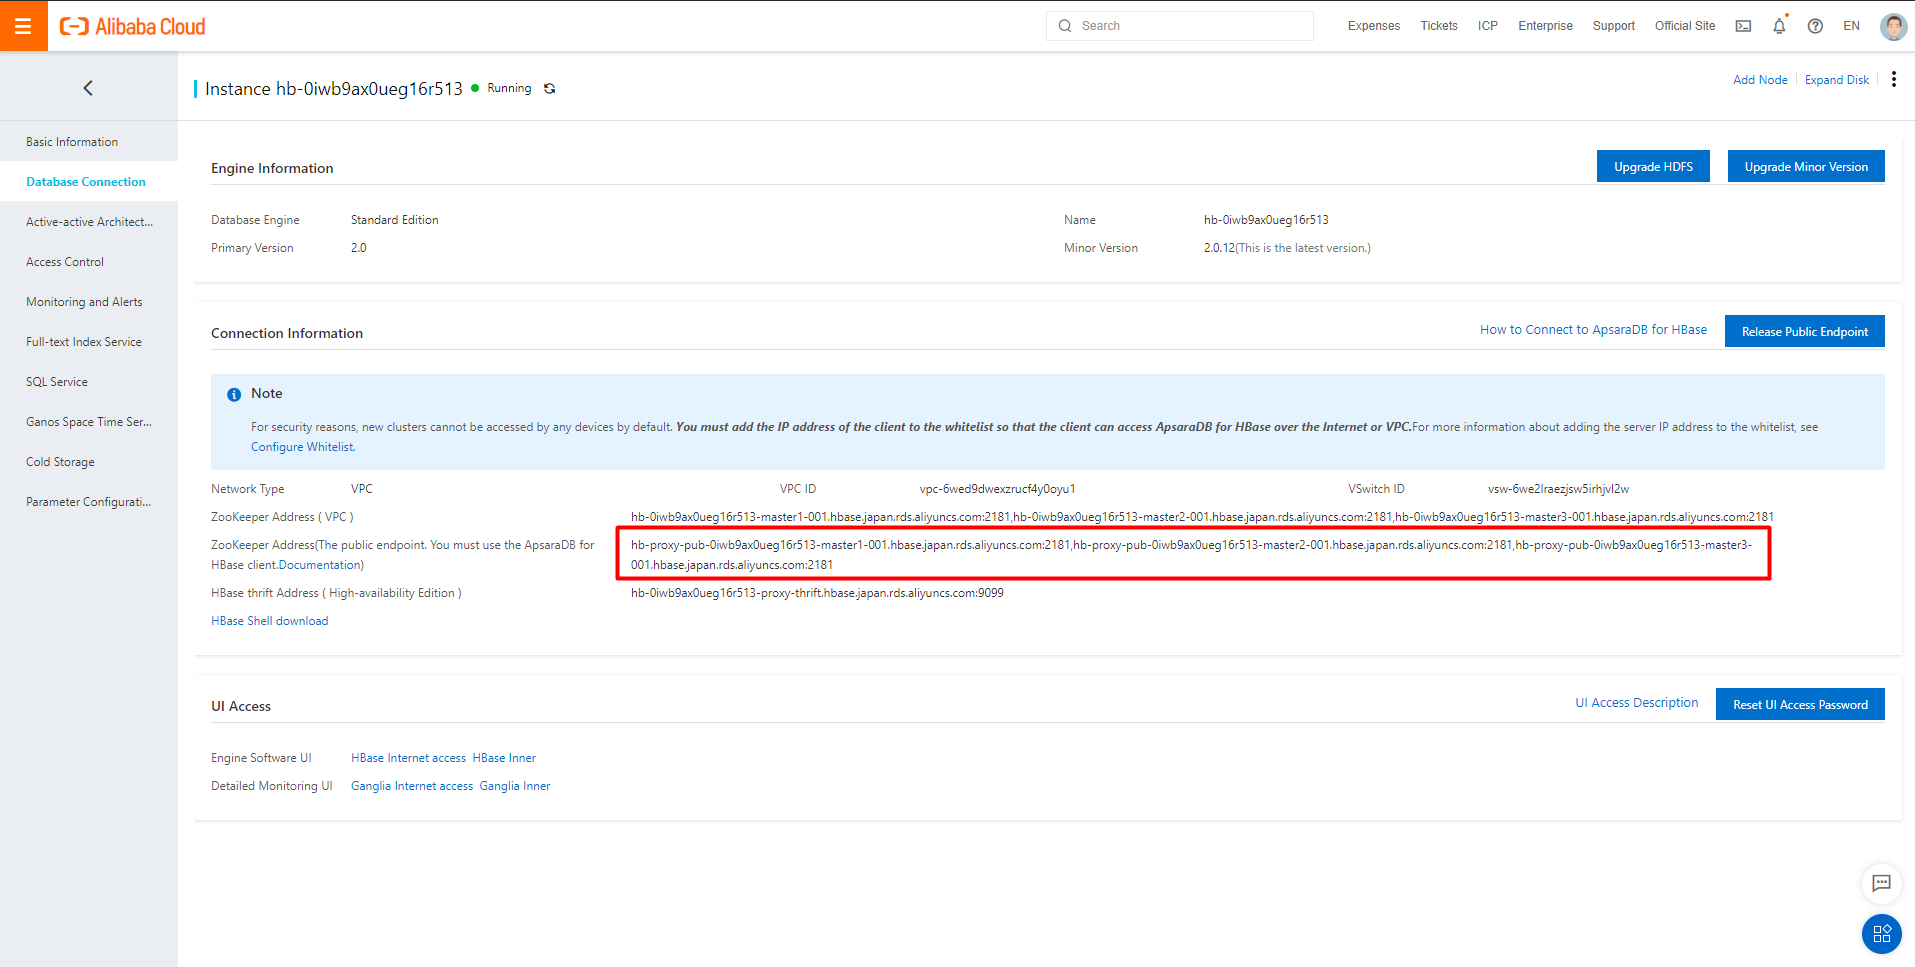 Alibaba Cloud
Search
Expenses
Tickets
ICP
Enterprise
Support
Official Site
EN
Instance hb-0iwb9ax0ueg16r513
Running
Add Node
Expand Disk
Basic Information
Database Connection
Active-active Architect...
Access Control
Monitoring and Alerts
Full-text Index Service
SQL Service
Ganos Space Time Ser...
Cold Storage
Parameter Configurati...
Engine Information
Upgrade HDFS
Upgrade Minor Version
Database Engine
Standard Edition
Name
hb-0iwb9ax0ueg16r513
Primary Version
2.0
Minor Version
2.0.12(This is the latest version.)
Connection Information
How to Connect to ApsaraDB for HBase
Release Public Endpoint
Note
For security reasons, new clusters cannot be accessed by any devices by default. You must add the IP address of the client to the whitelist so that the client can access ApsaraDB for HBase over the Internet or VPC.For more information about adding the server IP address to the whitelist, see
Configure Whitelist.
Network Type
VPC
VPC ID
vpc-6wed9dwexzrucf4y0oyu1
VSwitch ID
vsw-6we2lraezjsw5irhjvl2w
ZooKeeper Address ( VPC )
hb-0iwb9ax0ueg16r513-master1-001.hbase.japan.rds.aliyuncs.com:2181,hb-0iwb9ax0ueg16r513-master2-001.hbase.japan.rds.aliyuncs.com:2181,hb-0iwb9ax0ueg16r513-master3-001.hbase.japan.rds.aliyuncs.com:2181
ZooKeeper Address(The public endpoint. You must use the ApsaraDB for
HBase client.Documentation)
hb-proxy-pub-0iwb9ax0ueg16r513-master1-001.hbase.japan.rds.aliyuncs.com:2181,hb-proxy-pub-0iwb9ax0ueg16r513-master2-001.hbase.japan.rds.aliyuncs.com:2181,hb-proxy-pub-0iwb9ax0ueg16r513-master3-
001.hbase.japan.rds.aliyuncs.com:2181
HBase thrift Address ( High-availability Edition )
hb-0iwb9ax0ueg16r513-proxy-thrift.hbase.japan.rds.aliyuncs.com:9099
HBase Shell download
UI Access
UI Access Description
Reset UI Access Password
Engine Software UI
HBase Internet access
HBase Inner
Detailed Monitoring UI
Ganglia Internet access
Ganglia Inner